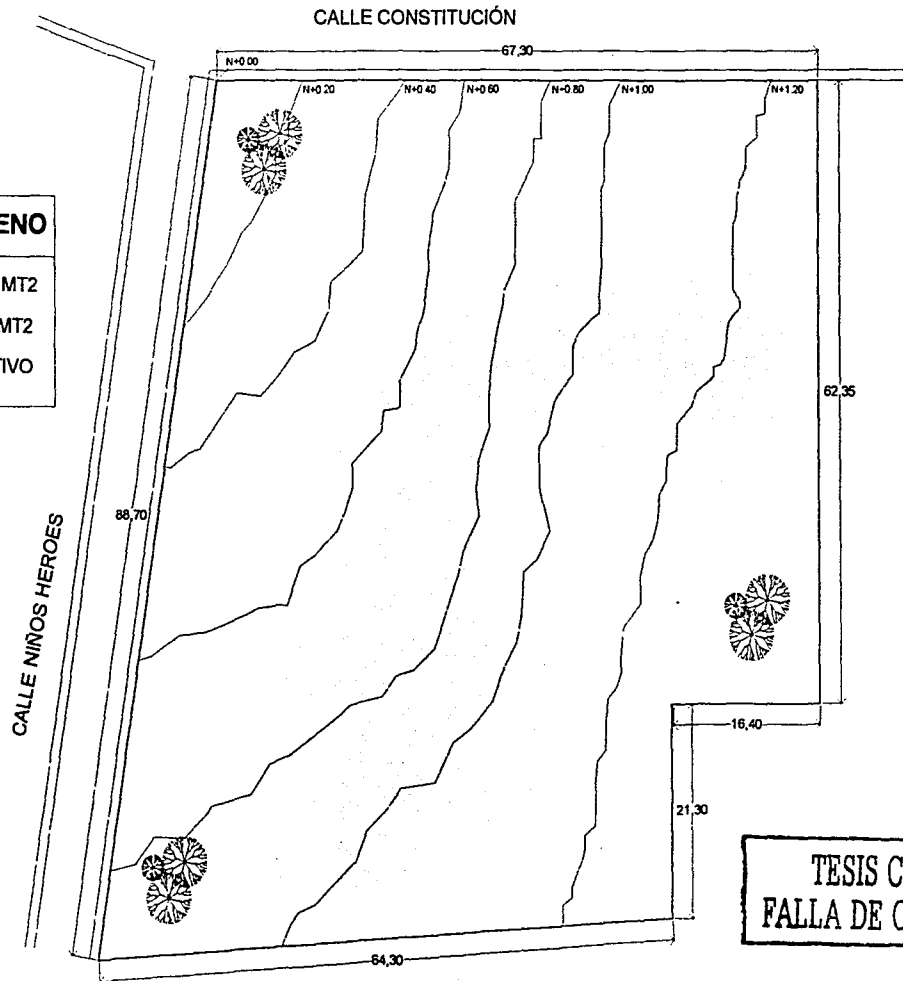 CALLE CONSTITUCIÓN
67,30
N+0.00
N+0.20
N+0.40
N+0.60
N+0.80
N+1.00
N+1.20
ENO
MT2
MT2
TIVO
62,35
88,70
CALLE NIÑOS HEROES
16,40
21,30
TESIS C
FALLA DE O
64,30